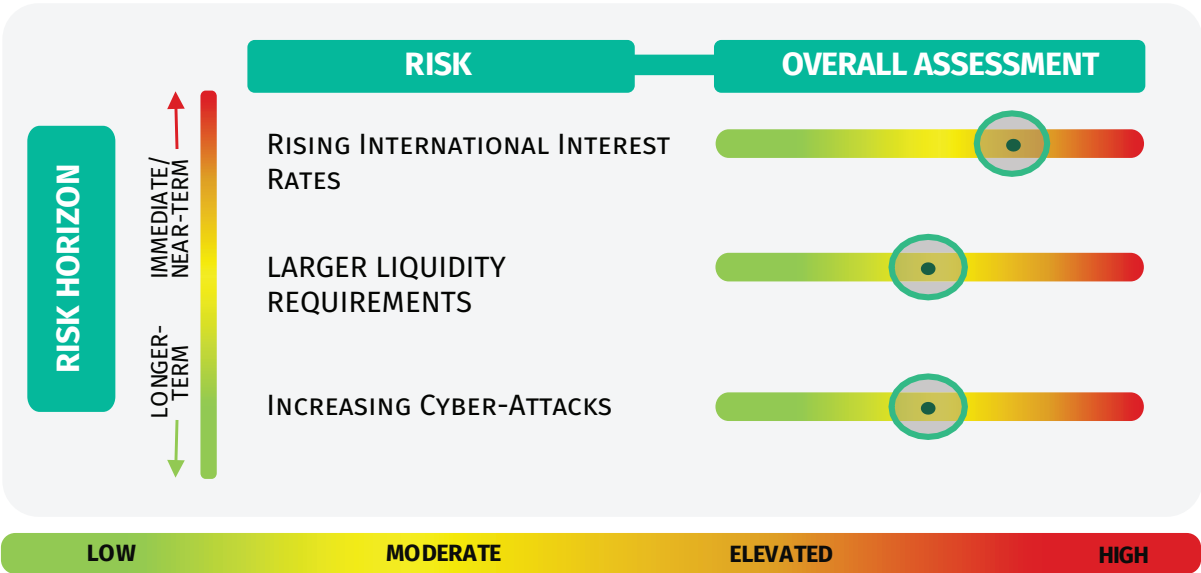 RISK
OVERALL ASSESSMENT
RISK HORIZON
IMMEDIATE/
NEAR-TERM
LONGER-
TERM
RISING INTERNATIONAL INTEREST
RATES
LARGER LIQUIDITY
REQUIREMENTS
INCREASING CYBER-ATTACKS
LOW
MODERATE
ELEVATED
HIGH